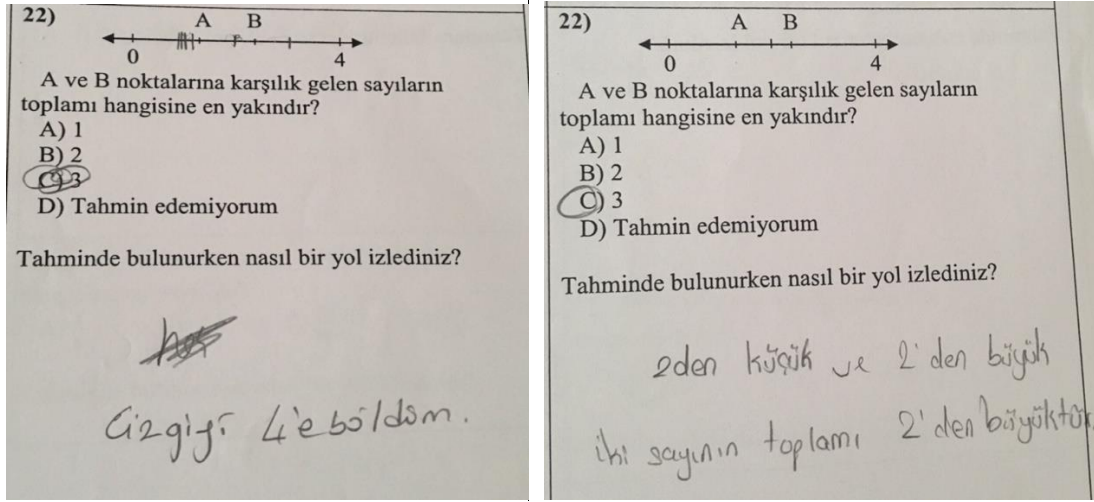 22)
A B
0 4
A ve B noktalarına karşılık gelen sayıların
toplamı hangisine en yakındır?
A) 1
B) 2
C) 3
D) Tahmin edemiyorum
Tahminde bulunurken nasıl bir yol izlediniz?
Çizgiyi 4'e böldüm.
22)
A B
0 4
A ve B noktalarına karşılık gelen sayıların
toplamı hangisine en yakındır?
A) 1
B) 2
C) 3
D) Tahmin edemiyorum
Tahminde bulunurken nasıl bir yol izlediniz?
2den küçük ve 2'den büyük
iki sayının toplamı 2'den büyüktür